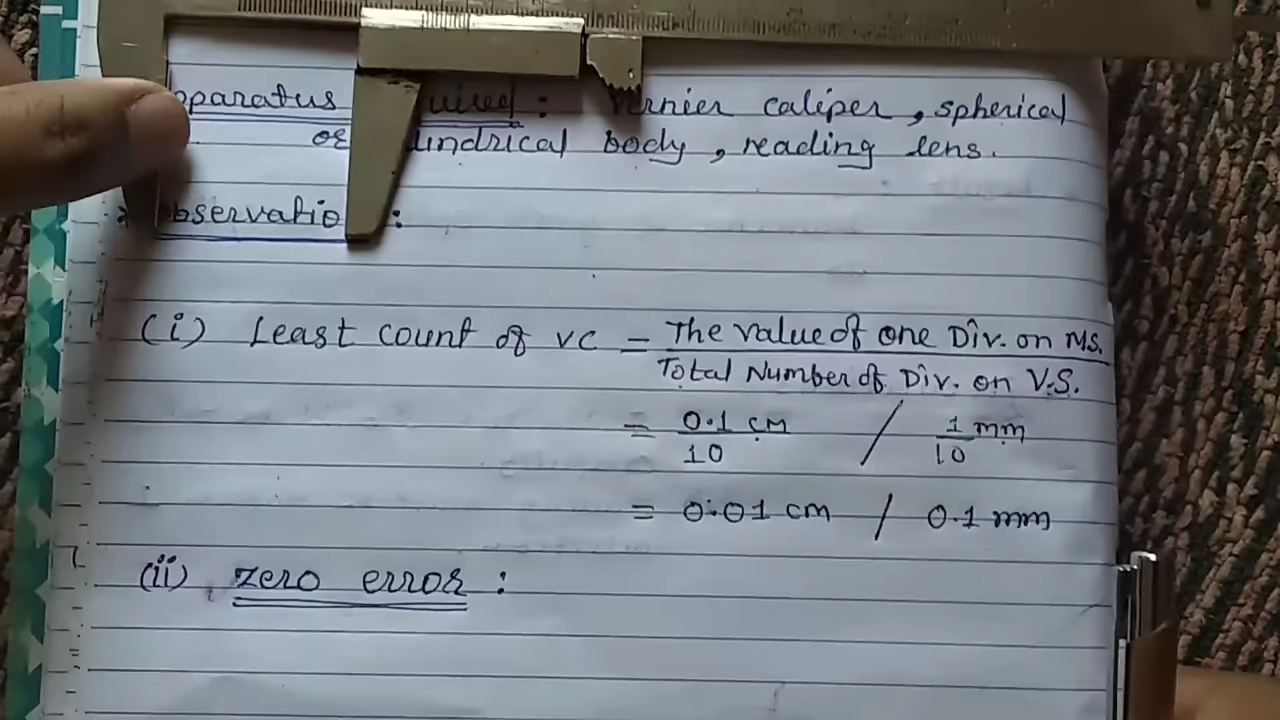 pparatus uired : ernier caliper , spherical
or lindrical body , reading lens.
bservatio :
(i) Least count of VC = The value of one Div. on M.S.
Total Number of Div. on V.S.
= 0.1 cm / 1 mm
10 10
= 0.01 cm / 0.1 mm
(ii) zero error :